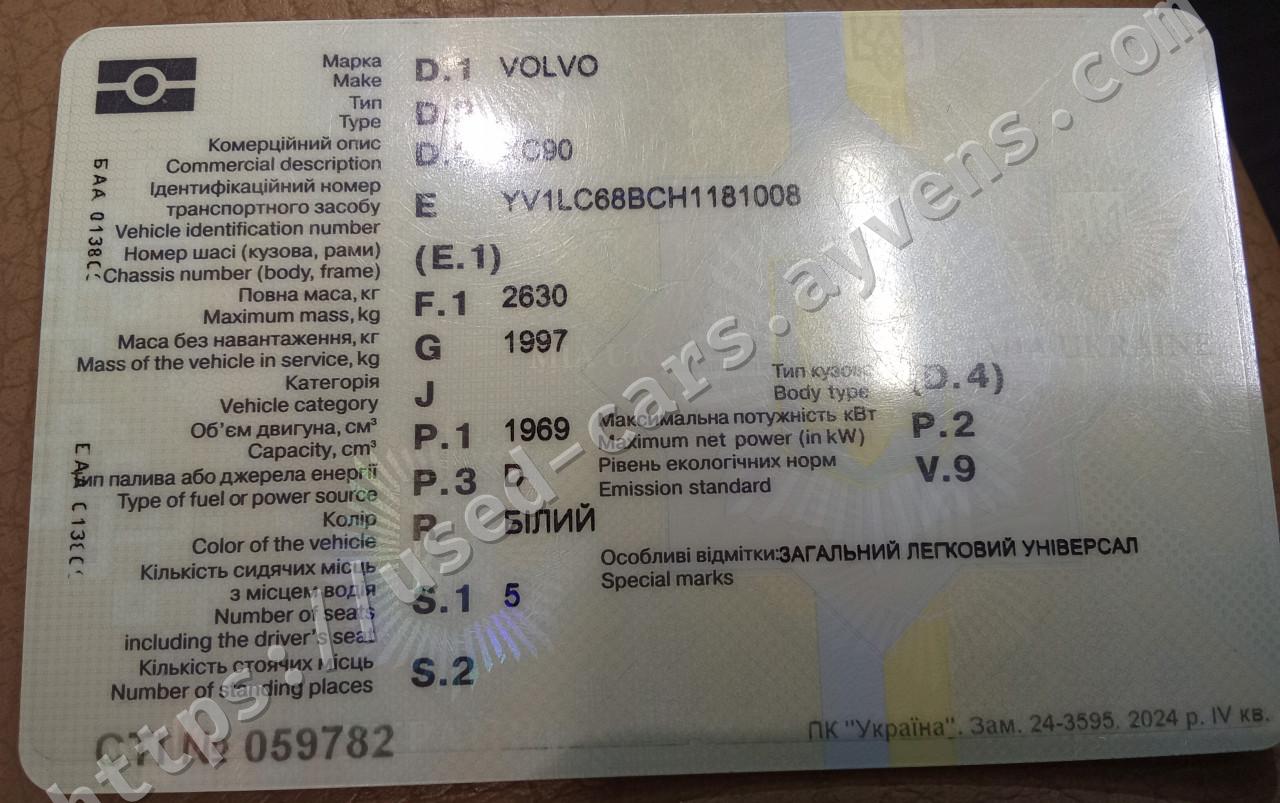 Марка D.1 VOLVO
Make
Тип
Type
Комерційний опис
Commercial description
Ідентифікаційний номер
транспортного засобу E YV1LC68BCH1181008
Vehicle identification number
Номер шасі (кузова, рами) (E.1)
Chassis number (body, frame)
Повна маса, кг F.1 2630
Maximum mass, kg
Маса без навантаження, кг G 1997
Mass of the vehicle in service, kg
Категорія J
Vehicle category
Об'єм двигуна, см³ P.1 1969
Capacity, cm³
Тип палива або джерела енергії P.3 D
Type of fuel or power source
Колір R БІЛИЙ
Color of the vehicle
Кількість сидячих місць
з місцем водія S.1 5
Number of seats
including the driver's seat
Кількість стоячих місць S.2
Number of standing places
Тип кузова (D.4)
Body type
Максимальна потужність кВт P.2
Maximum net power (in kW)
Рівень екологічних норм V.9
Emission standard
Особливі відмітки: ЗАГАЛЬНИЙ ЛЕГКОВИЙ УНІВЕРСАЛ
Special marks
№ 059782
ПК "Україна". Зам. 24-3595. 2024 р. IV кв.
UKRAINE
https://used-cars.ayvens.com